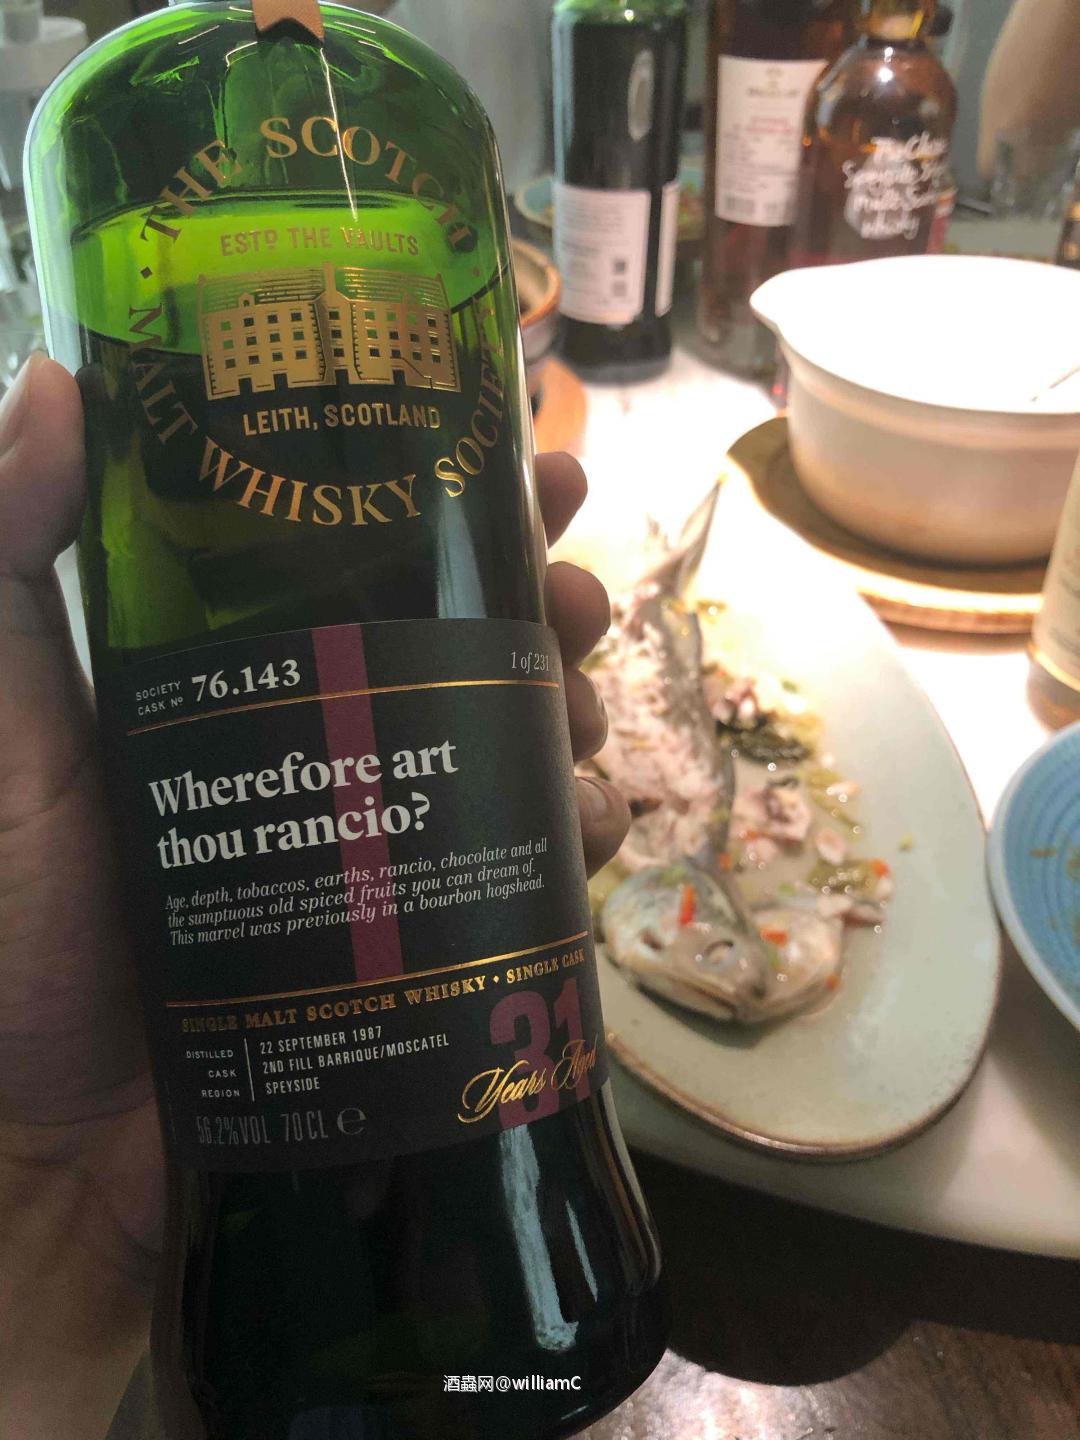 THE SCOTCH
MALT WHISKY SOCIETY
ESTD THE VAULTS
LEITH, SCOTLAND
SOCIETY
CASK Nº 76.143
1 of 231
Wherefore art
thou rancio?
Age, depth, tobaccos, earths, rancio, chocolate and all
the sumptuous old spiced fruits you can dream of.
This marvel was previously in a bourbon hogshead.
SINGLE MALT SCOTCH WHISKY • SINGLE CASK
DISTILLED 22 SEPTEMBER 1987
CASK 2ND FILL BARRIQUE/MOSCATEL
REGION SPEYSIDE
31
Years Aged
56.2%VOL 70CL e
Malt
Whisky
酒蟲网@williamC